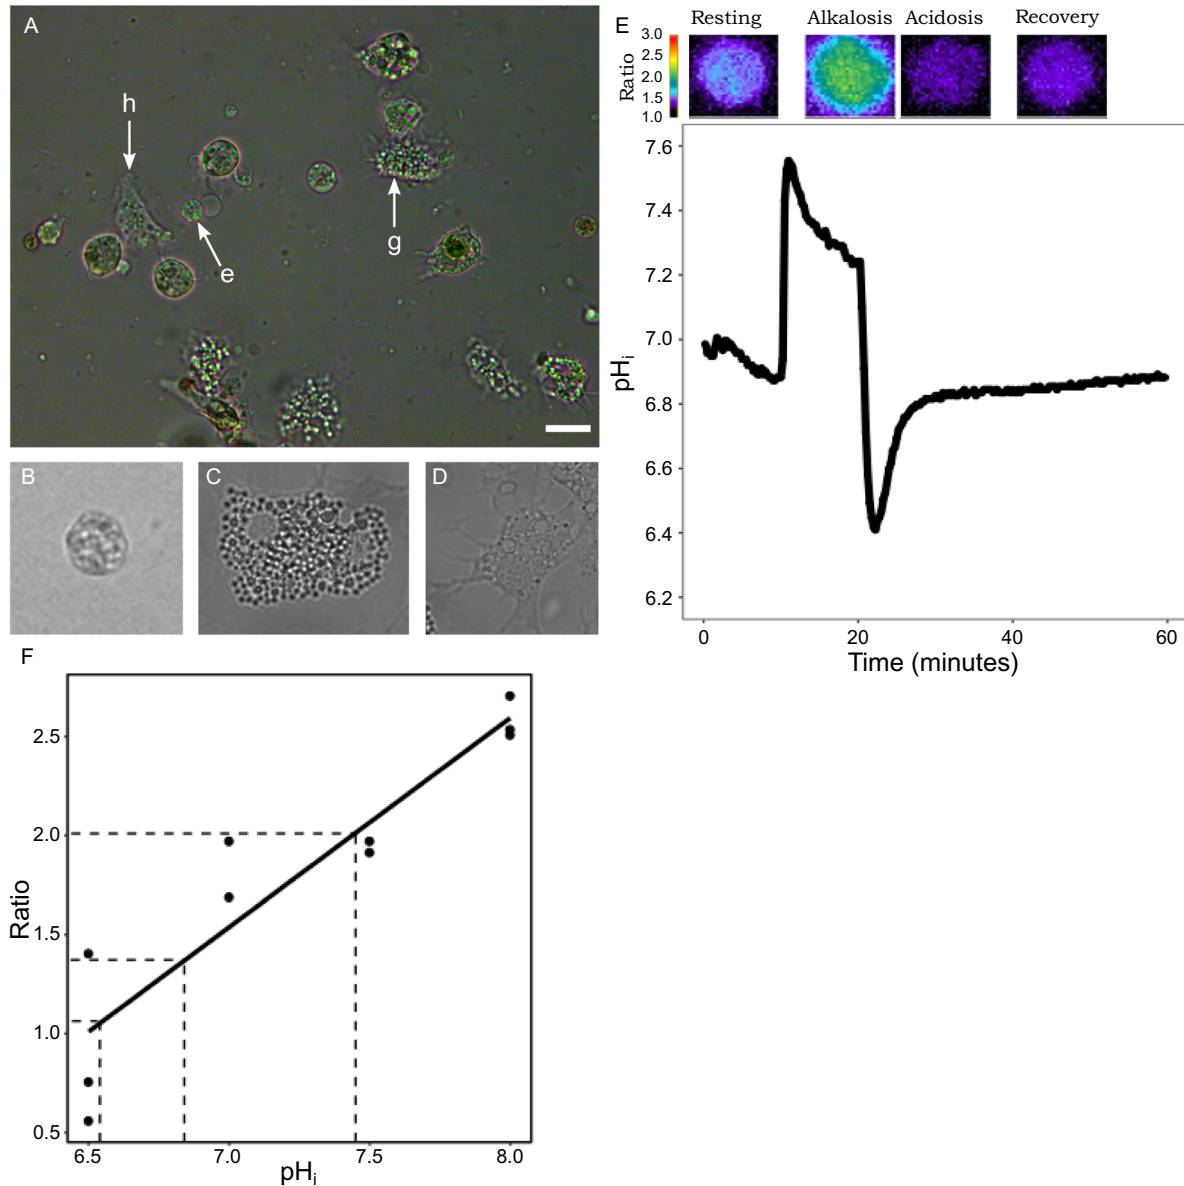 A
h
e
g
B
C
D
E
Resting
Alkalosis
Acidosis
Recovery
Ratio
3.0
2.5
2.0
1.5
1.0
pHi
7.6
7.4
7.2
7.0
6.8
6.6
6.4
6.2
0
20
40
60
Time (minutes)
F
Ratio
2.5
2.0
1.5
1.0
0.5
6.5
7.0
7.5
8.0
pHi